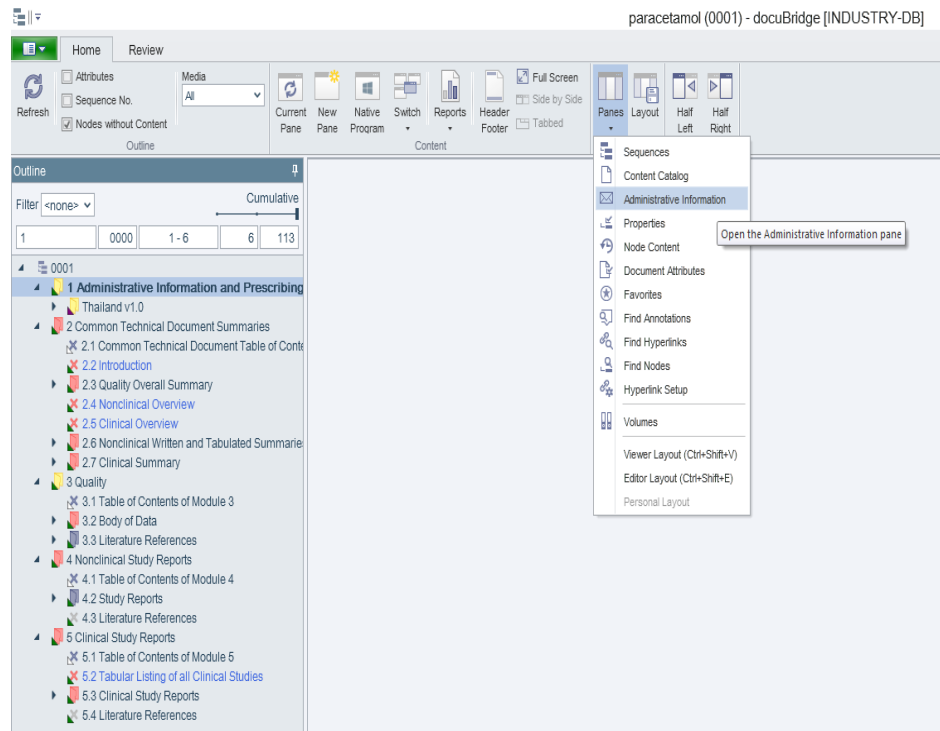 paracetamol (0001) - docuBridge [INDUSTRY-DB]
Home Review
Refresh
Attributes
Sequence No.
Nodes without Content
Media
All
Outline
Current Pane
New Pane
Native Program
Switch
Reports
Header Footer
Full Screen
Side by Side
Tabbed
Content
Panes
Layout
Half Left
Half Right
Outline
Filter <none> Cumulative
1 0000 1 - 6 6 113
0001
1 Administrative Information and Prescribing
Thailand v1.0
2 Common Technical Document Summaries
2.1 Common Technical Document Table of Conte
2.2 Introduction
2.3 Quality Overall Summary
2.4 Nonclinical Overview
2.5 Clinical Overview
2.6 Nonclinical Written and Tabulated Summarie
2.7 Clinical Summary
3 Quality
3.1 Table of Contents of Module 3
3.2 Body of Data
3.3 Literature References
4 Nonclinical Study Reports
4.1 Table of Contents of Module 4
4.2 Study Reports
4.3 Literature References
5 Clinical Study Reports
5.1 Table of Contents of Module 5
5.2 Tabular Listing of all Clinical Studies
5.3 Clinical Study Reports
5.4 Literature References
Sequences
Content Catalog
Administrative Information
Properties
Open the Administrative Information pane
Node Content
Document Attributes
Favorites
Find Annotations
Find Hyperlinks
Find Nodes
Hyperlink Setup
Volumes
Viewer Layout (Ctrl+Shift+V)
Editor Layout (Ctrl+Shift+E)
Personal Layout